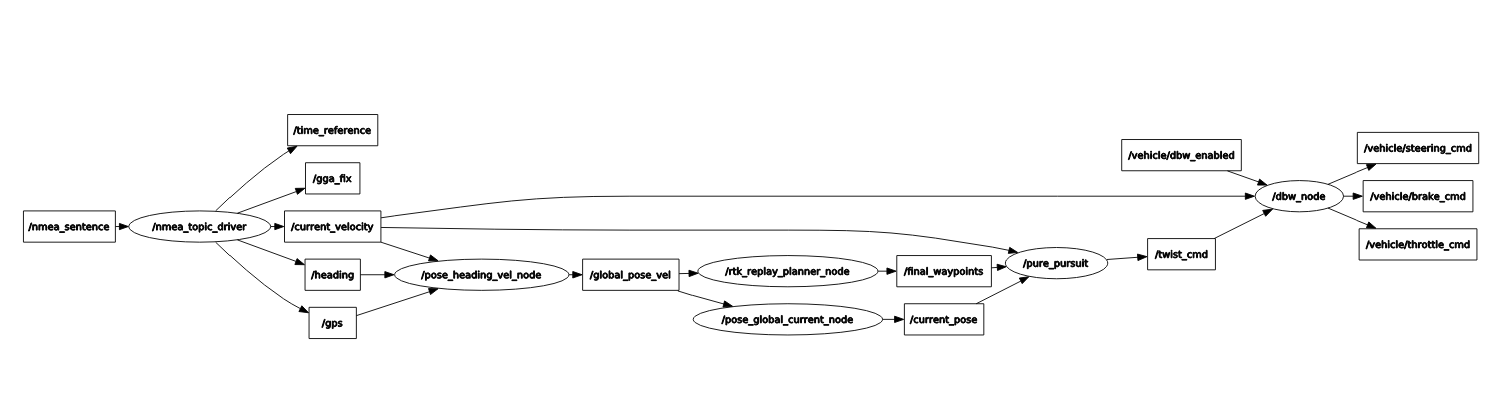 /time_reference
/gga_fix
/nmea_sentence
/nmea_topic_driver
/current_velocity
/heading
/gps
/pose_heading_vel_node
/global_pose_vel
/rtk_replay_planner_node
/pose_global_current_node
/final_waypoints
/current_pose
/pure_pursuit
/twist_cmd
/vehicle/dbw_enabled
/dbw_node
/vehicle/steering_cmd
/vehicle/brake_cmd
/vehicle/throttle_cmd